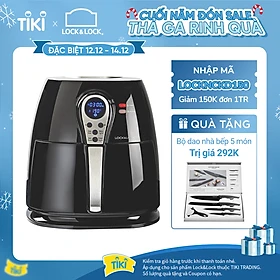 TIKI
LOCK&LOCK
CUỐI NĂM DỒN SALE
THẢ GA RINH QUÀ
ĐẶC BIỆT 12.12 - 14.12
NHẬP MÃ
Giảm 150K đơn 1TR
QUÀ TẶNG
Bộ dao nhà bếp 5 món
Trị giá 292K
LOCK&LOCK
TIKI
Kiểm tra giỏ hàng trước khi thanh toán nhé.
Áp dụng cho sản phẩm Lock&Lock thuộc TIKI TRADING.
Số lượng quà tặng và Coupon có hạn.